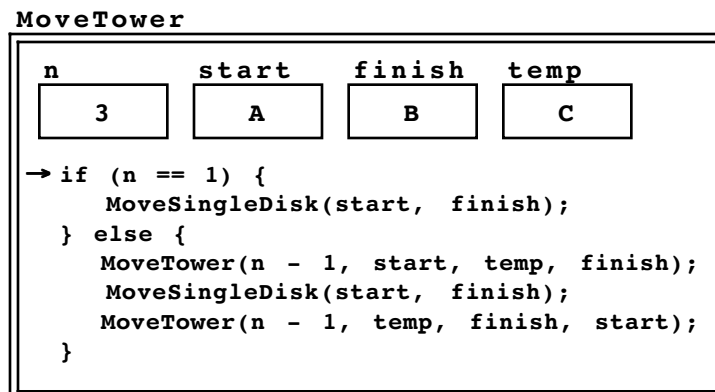 MoveTower
n start finish temp
3 A B C
→ if (n == 1) {
MoveSingleDisk(start, finish);
} else {
MoveTower(n – 1, start, temp, finish);
MoveSingleDisk(start, finish);
MoveTower(n – 1, temp, finish, start);
}